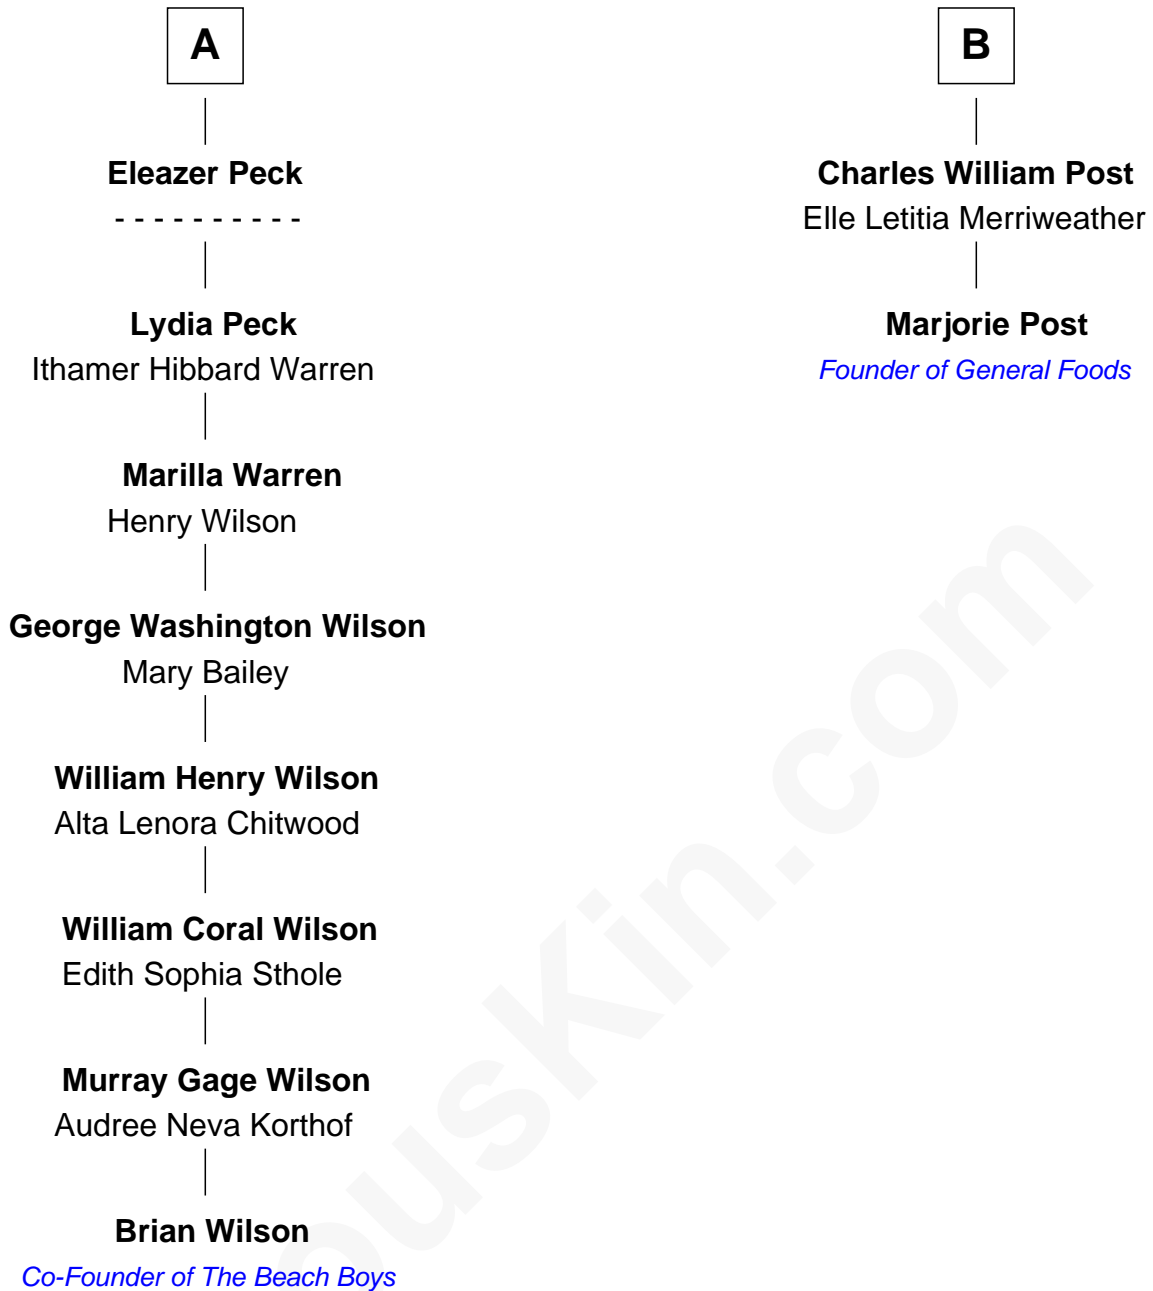 A
Eleazer Peck
- - - - - - - - - -
Lydia Peck
Ithamer Hibbard Warren
Marilla Warren
Henry Wilson
George Washington Wilson
Mary Bailey
William Henry Wilson
Alta Lenora Chitwood
William Coral Wilson
Edith Sophia Sthole
Murray Gage Wilson
Audree Neva Korthof
Brian Wilson
Co-Founder of The Beach Boys
B
Charles William Post
Elle Letitia Merriweather
Marjorie Post
Founder of General Foods
ousKin.com